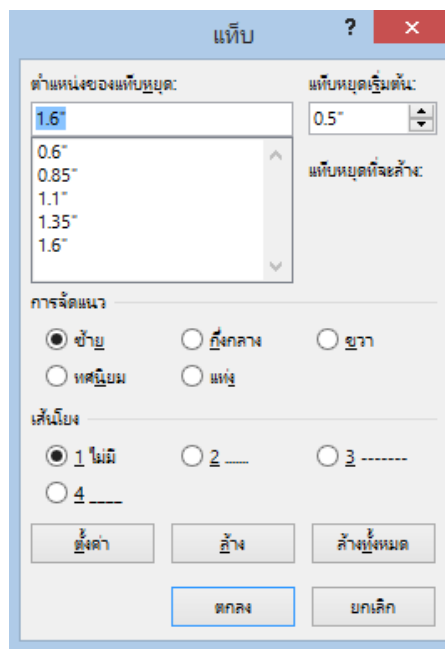 แท็บ ? ×
ตำแหน่งของแท็บหยุด: แท็บหยุดเริ่มต้น:
1.6" 0.5"
0.6" แท็บหยุดที่จะล้าง:
0.85"
1.1"
1.35"
1.6"
การจัดแนว
ซ้าย กึ่งกลาง ขวา
ทศนิยม แท่ง
เส้นโยง
1 ไม่มี 2 ...... 3 -------
4 ____
ตั้งค่า ล้าง ล้างทั้งหมด
ตกลง ยกเลิก